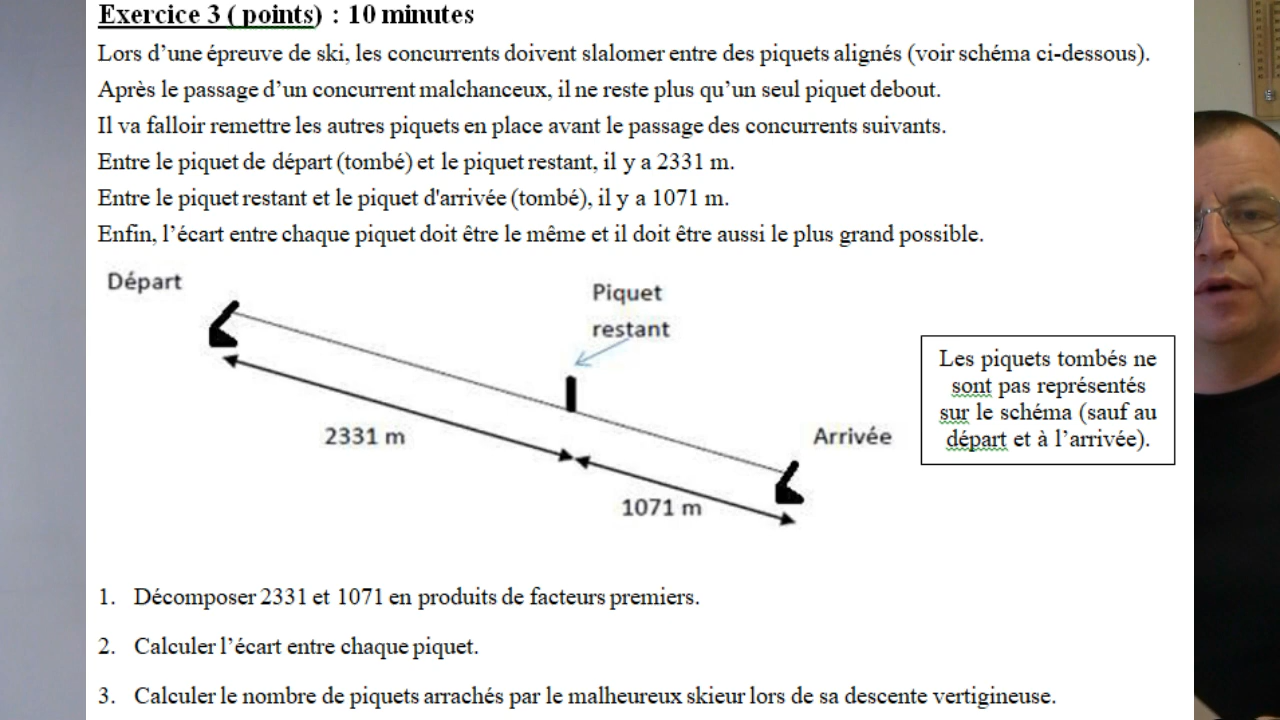 Exercice 3 ( points) : 10 minutes
Lors d’une épreuve de ski, les concurrents doivent slalomer entre des piquets alignés (voir schéma ci-dessous).
Après le passage d’un concurrent malchanceux, il ne reste plus qu’un seul piquet debout.
Il va falloir remettre les autres piquets en place avant le passage des concurrents suivants.
Entre le piquet de départ (tombé) et le piquet restant, il y a 2331 m.
Entre le piquet restant et le piquet d'arrivée (tombé), il y a 1071 m.
Enfin, l’écart entre chaque piquet doit être le même et il doit être aussi le plus grand possible.
Départ
Piquet
restant
2331 m
Arrivée
1071 m
Les piquets tombés ne
sont pas représentés
sur le schéma (sauf au
départ et à l’arrivée).
1. Décomposer 2331 et 1071 en produits de facteurs premiers.
2. Calculer l’écart entre chaque piquet.
3. Calculer le nombre de piquets arrachés par le malheureux skieur lors de sa descente vertigineuse.